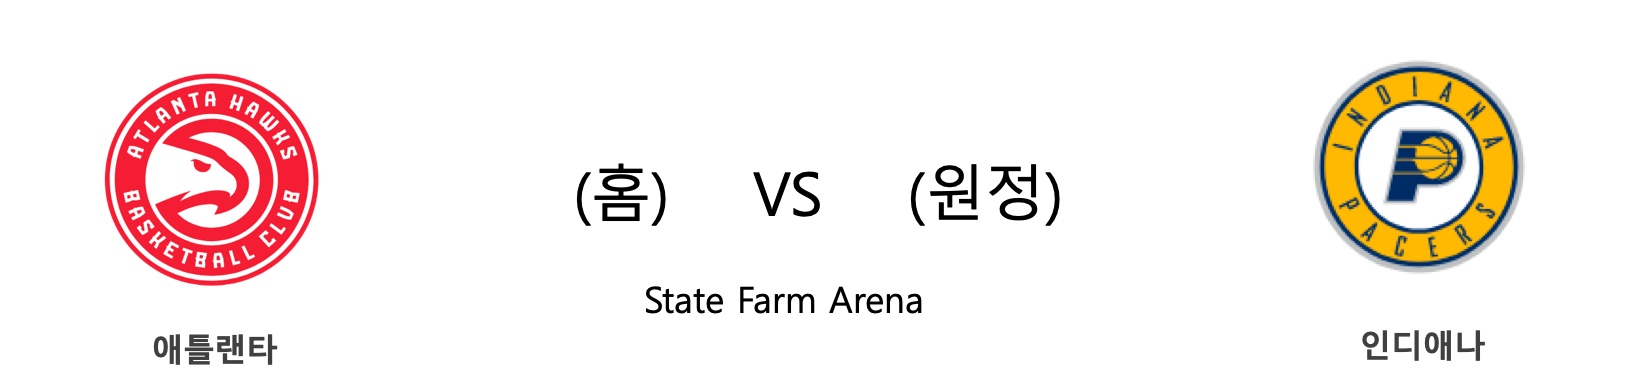 ATLANTA HAWKS
BASKETBALL CLUB
(홈) VS (원정)
INDIANA
PACERS
State Farm Arena
애틀랜타
인디애나